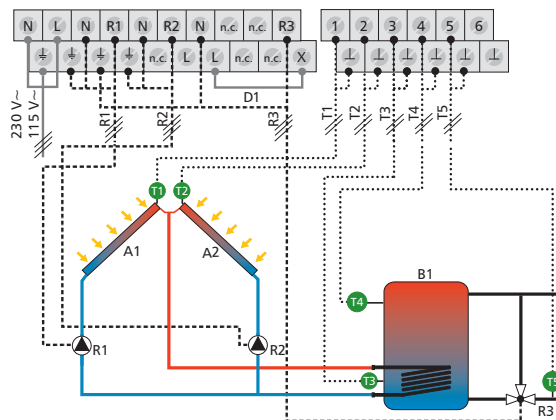 N L N R1 N R2 N n.c. n.c. R3
n.c. L L n.c. n.c. X
1 2 3 4 5 6
D1
230 V~
115 V~
R1 R2 R3
T1 T2 T3 T4 T5
T1 T2
A1 A2
B1
T4
R1 R2
T3 T5
R3